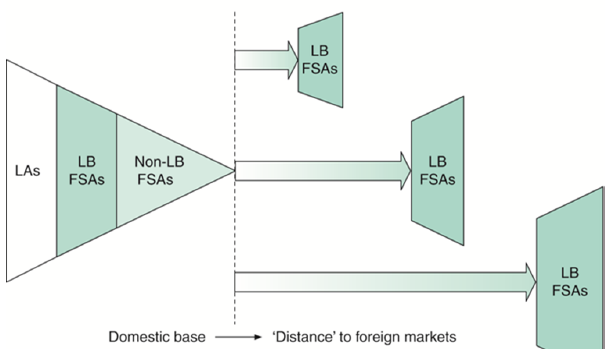 LB
FSAs
LAs
LB
FSAs
Non-LB
FSAs
LB
FSAs
LB
FSAs
Domestic base
'Distance' to foreign markets